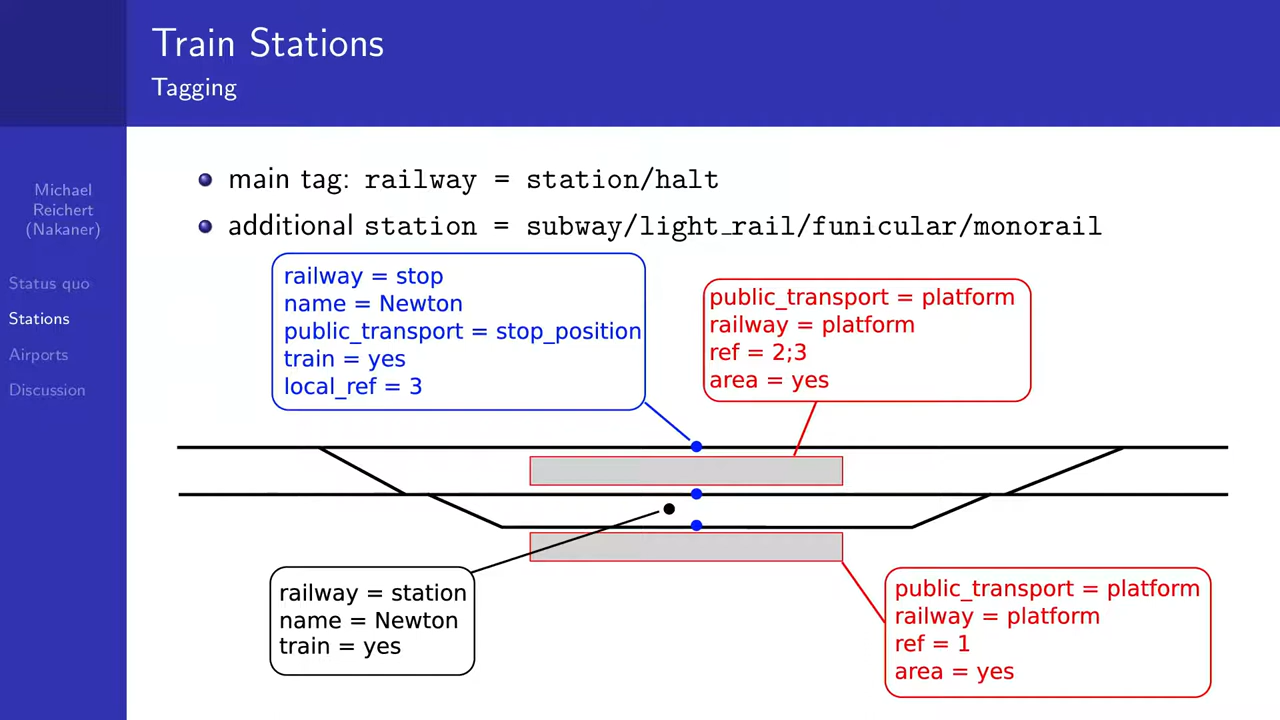 Train Stations
Tagging
Michael
Reichert
(Nakaner)
Status quo
Stations
Airports
Discussion
main tag: railway = station/halt
additional station = subway/light_rail/funicular/monorail
railway = stop
name = Newton
public_transport = stop_position
train = yes
local_ref = 3
public_transport = platform
railway = platform
ref = 2;3
area = yes
railway = station
name = Newton
train = yes
public_transport = platform
railway = platform
ref = 1
area = yes